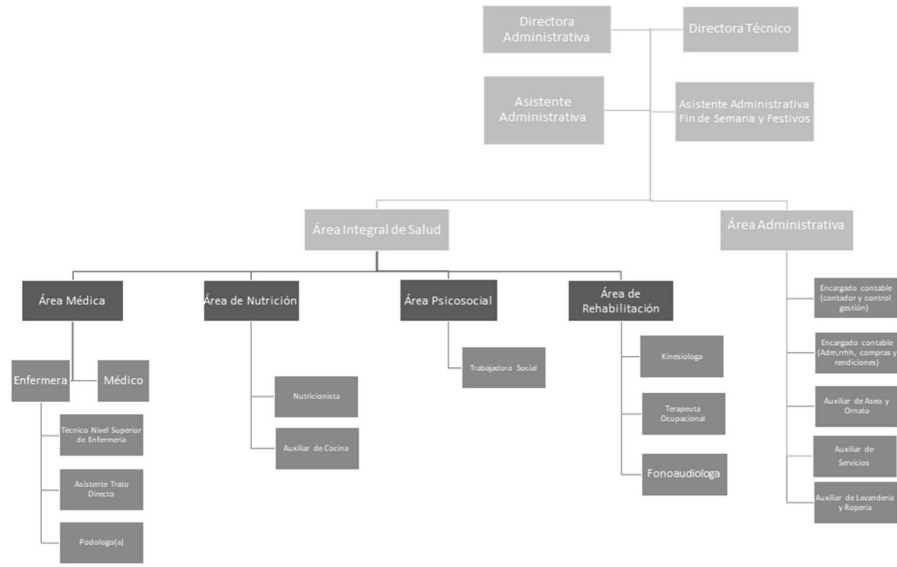 Directora
Administrativa
Directora Técnico
Asistente
Administrativa
Asistente Administrativa
Fin de Semana y Festivos
Área Integral de Salud
Área Administrativa
Área Médica
Área de Nutrición
Área Psicosocial
Área de
Rehabilitación
Enfermera
Médico
Técnico Nivel Superior
de Enfermería
Asistente Trato
Directo
Podologo(a)
Nutricionista
Auxiliar de Cocina
Trabajadora Social
Kinesiologa
Terapeuta
Ocupacional
Fonoaudiologa
Encargado contable
(contador y control
gestión)
Encargado contable
(Adm,rrhh, compras y
rendiciones)
Auxiliar de Aseo y
Ornato
Auxiliar de
Servicios
Auxiliar de Lavandería
y Roperia